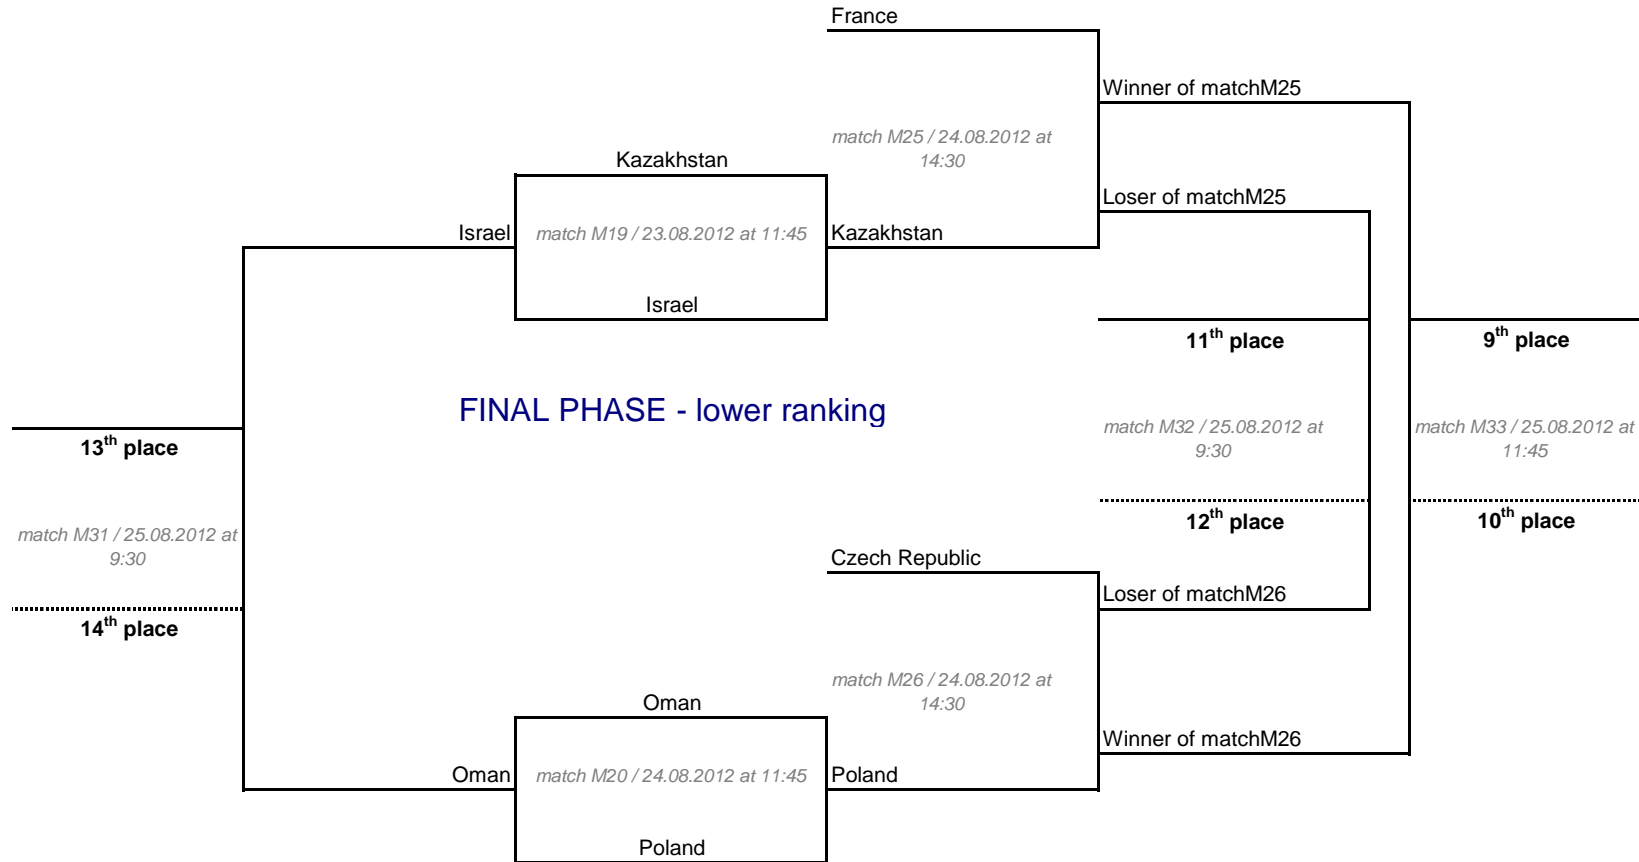 France
Winner of matchM25
match M25 / 24.08.2012 at
14:30
Kazakhstan
Loser of matchM25
Israel
match M19 / 23.08.2012 at 11:45
Kazakhstan
Israel
11th place
9th place
FINAL PHASE - lower ranking
13th place
match M32 / 25.08.2012 at
9:30
match M33 / 25.08.2012 at
11:45
12th place
10th place
match M31 / 25.08.2012 at
9:30
Czech Republic
Loser of matchM26
14th place
match M26 / 24.08.2012 at
14:30
Oman
Winner of matchM26
Oman
match M20 / 24.08.2012 at 11:45
Poland
Poland